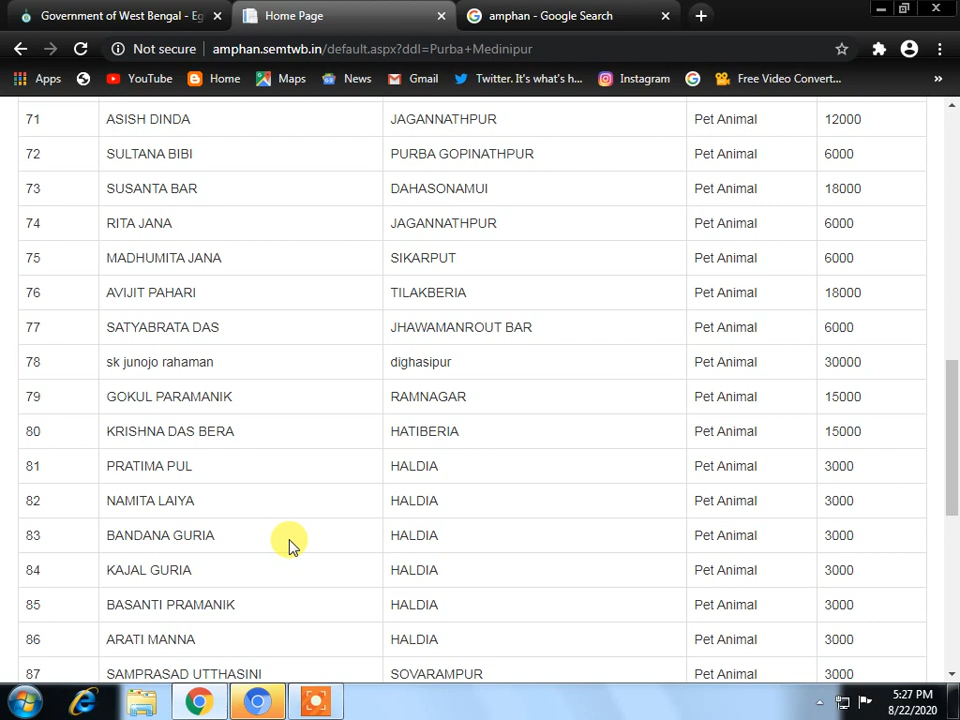 Government of West Bengal - Eg
Home Page
amphan - Google Search
Not secure amphan.semtwb.in/default.aspx?ddl=Purba+Medinipur
Apps YouTube Home Maps News Gmail Twitter. It's what's h... Instagram Free Video Convert... »
71 ASISH DINDA JAGANNATHPUR Pet Animal 12000
72 SULTANA BIBI PURBA GOPINATHPUR Pet Animal 6000
73 SUSANTA BAR DAHASONAMUI Pet Animal 18000
74 RITA JANA JAGANNATHPUR Pet Animal 6000
75 MADHUMITA JANA SIKARPUT Pet Animal 6000
76 AVIJIT PAHARI TILAKBERIA Pet Animal 18000
77 SATYABRATA DAS JHAWAMANROUT BAR Pet Animal 6000
78 sk junojo rahaman dighasipur Pet Animal 30000
79 GOKUL PARAMANIK RAMNAGAR Pet Animal 15000
80 KRISHNA DAS BERA HATIBERIA Pet Animal 15000
81 PRATIMA PUL HALDIA Pet Animal 3000
82 NAMITA LAIYA HALDIA Pet Animal 3000
83 BANDANA GURIA HALDIA Pet Animal 3000
84 KAJAL GURIA HALDIA Pet Animal 3000
85 BASANTI PRAMANIK HALDIA Pet Animal 3000
86 ARATI MANNA HALDIA Pet Animal 3000
87 SAMPRASAD UTTHASINI SOVARAMPUR Pet Animal 3000
5:27 PM
8/22/2020